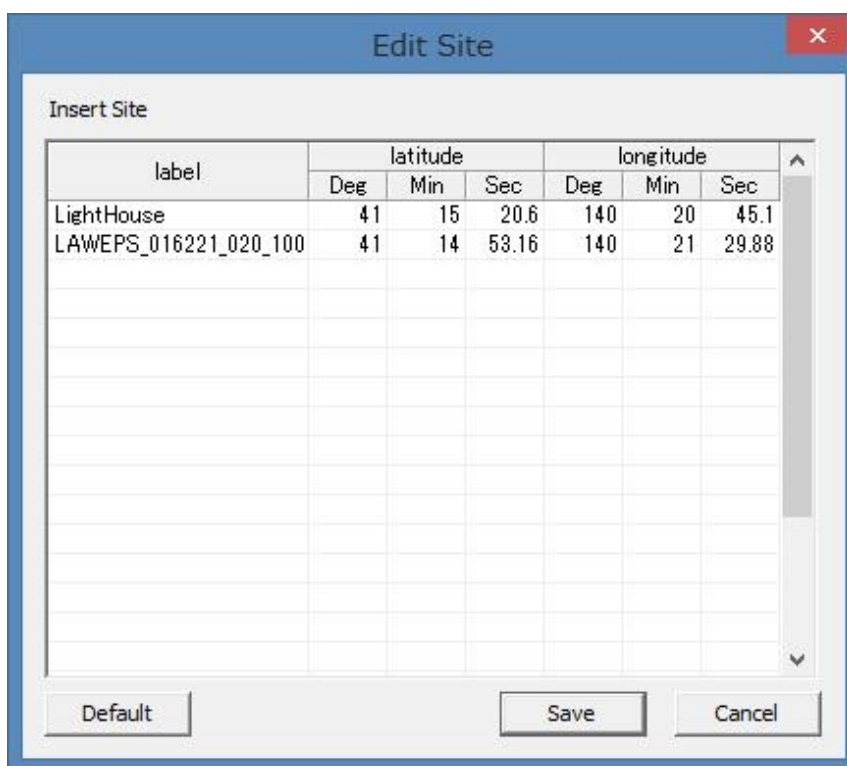 Edit Site
Insert Site
label latitude longitude
Deg Min Sec Deg Min Sec
LightHouse 41 15 20.6 140 20 45.1
LAWEPS_016221_020_100 41 14 53.16 140 21 29.88
Default Save Cancel